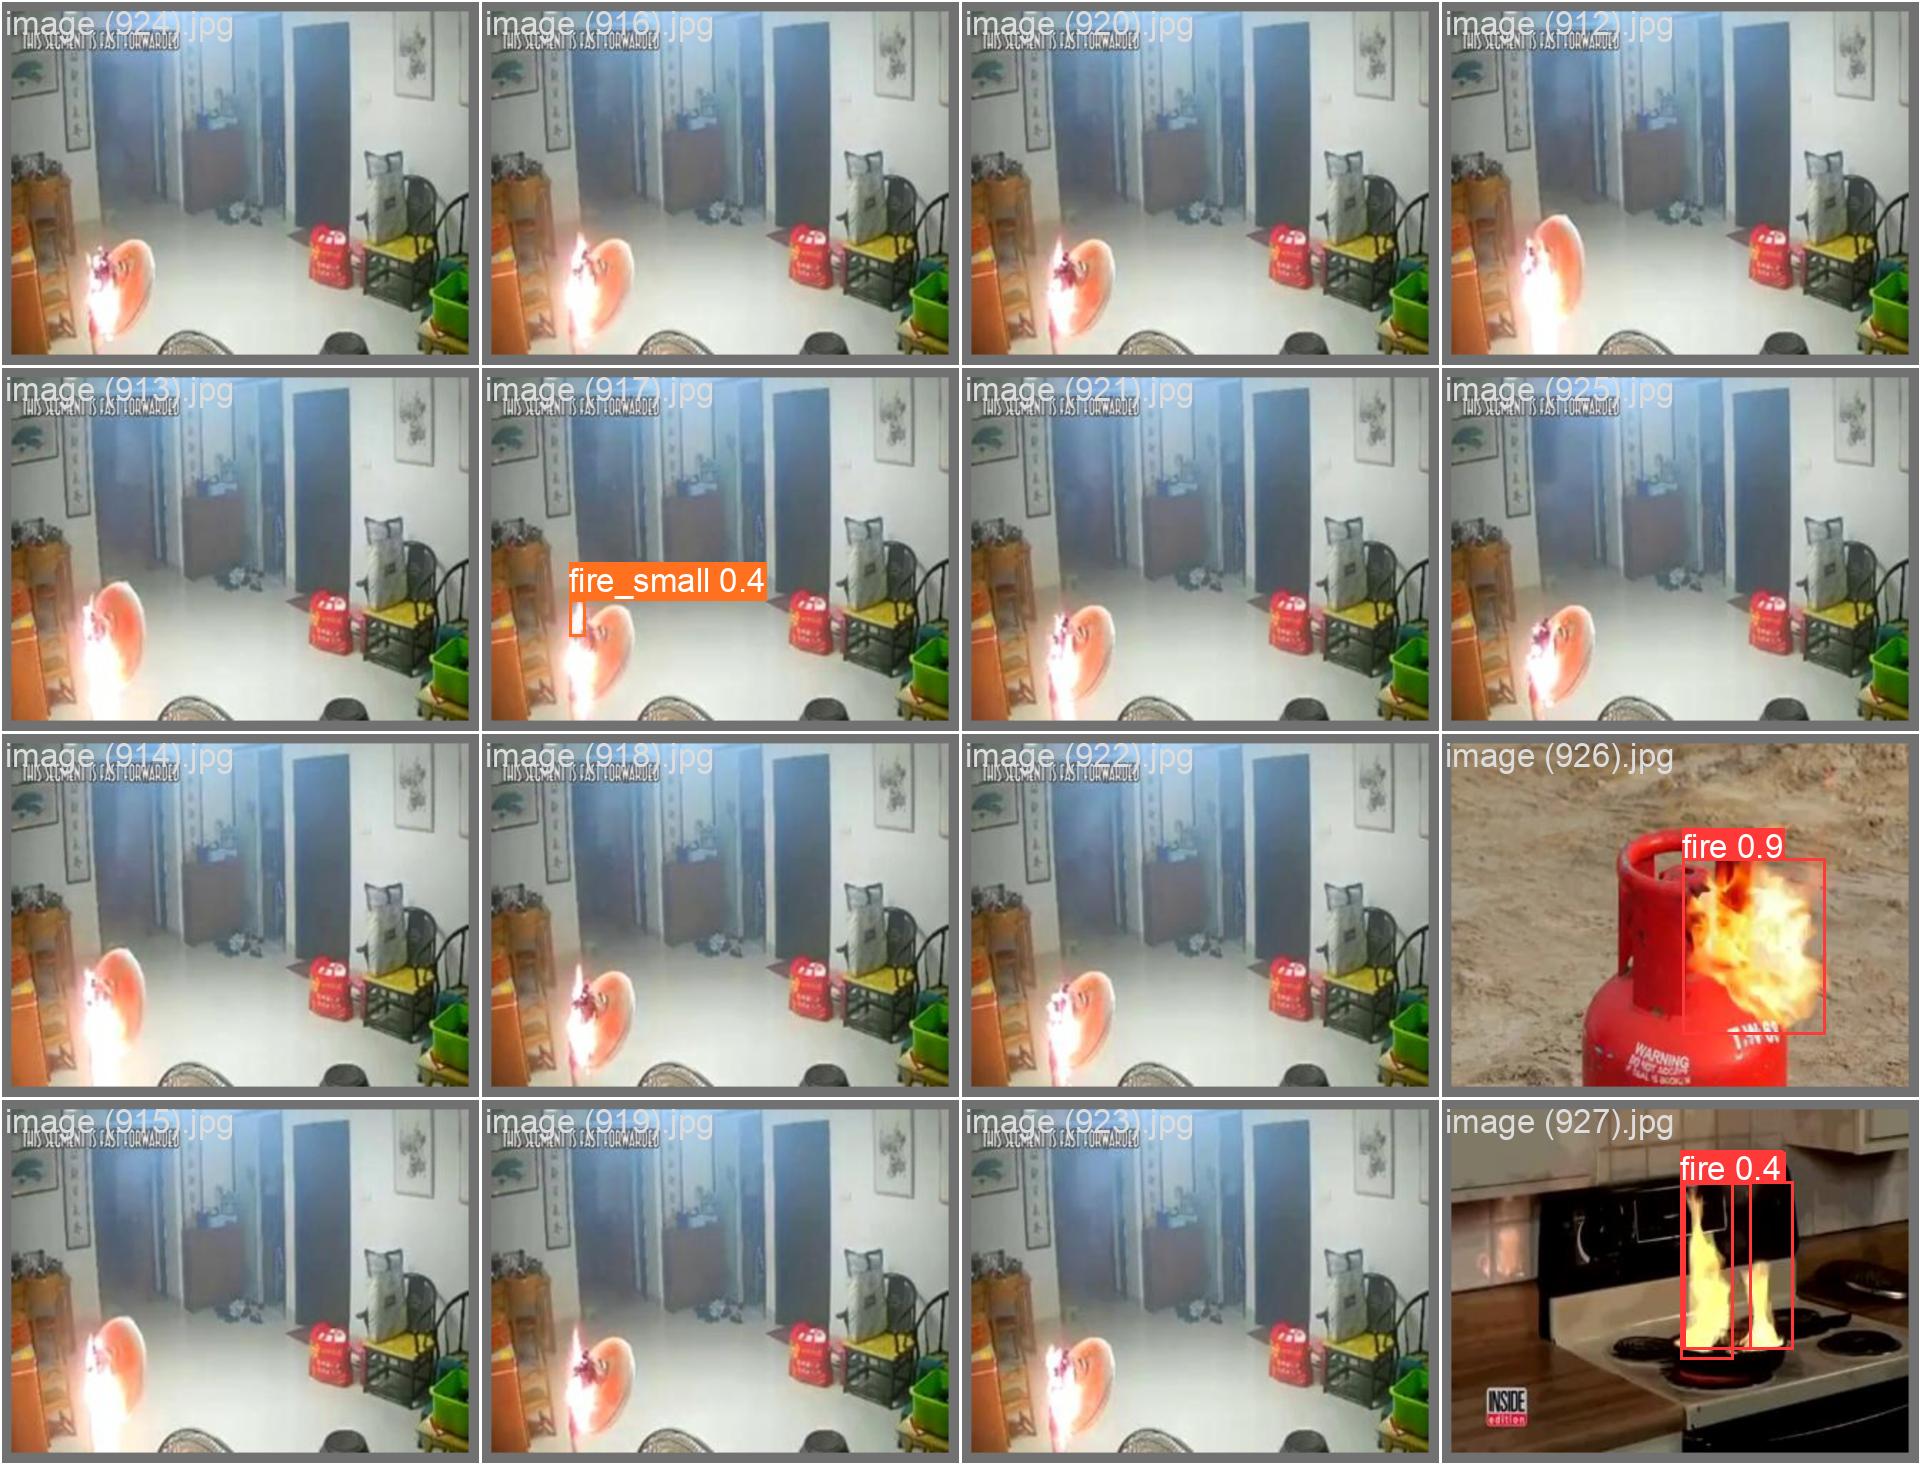 image (924).jpg
THIS SEGMENT IS FAST FORWARDED
image (916).jpg
THIS SEGMENT IS FAST FORWARDED
image (920).jpg
THIS SEGMENT IS FAST FORWARDED
image (912).jpg
THIS SEGMENT IS FAST FORWARDED
image (913).jpg
THIS SEGMENT IS FAST FORWARDED
image (917).jpg
THIS SEGMENT IS FAST FORWARDED
fire_small 0.4
image (921).jpg
THIS SEGMENT IS FAST FORWARDED
image (925).jpg
THIS SEGMENT IS FAST FORWARDED
image (914).jpg
THIS SEGMENT IS FAST FORWARDED
image (918).jpg
THIS SEGMENT IS FAST FORWARDED
image (922).jpg
THIS SEGMENT IS FAST FORWARDED
image (926).jpg
fire 0.9
WARNING
image (915).jpg
THIS SEGMENT IS FAST FORWARDED
image (919).jpg
THIS SEGMENT IS FAST FORWARDED
image (923).jpg
THIS SEGMENT IS FAST FORWARDED
image (927).jpg
fire 0.4
INSIDE
edition